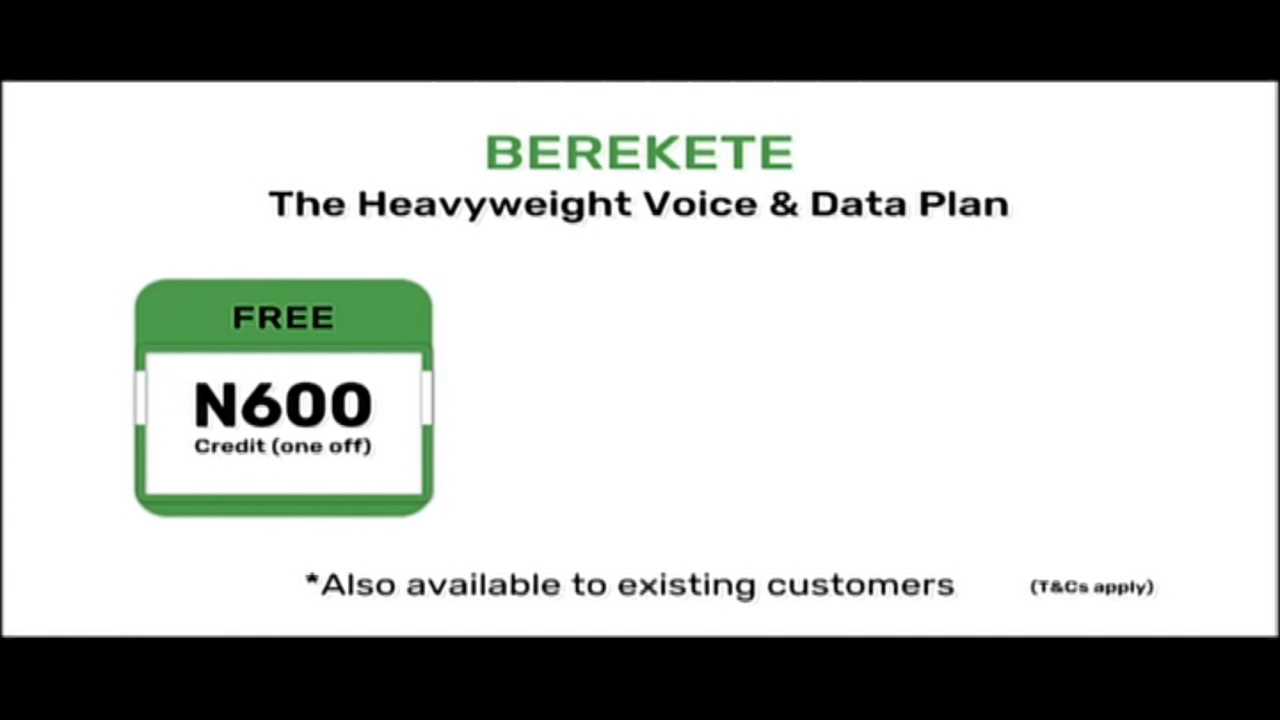 BEREKETE
The Heavyweight Voice & Data Plan
FREE
N600
Credit (one off)
*Also available to existing customers
(T&Cs apply)